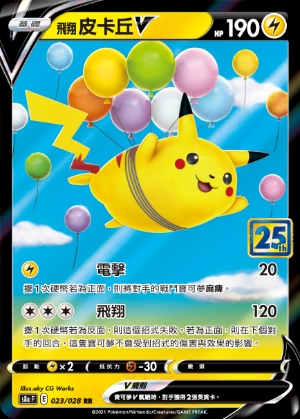 基礎
飛翔 皮卡丘V
HP 190
25th
電擊 20
擲1次硬幣若為正面,則將對手的戰鬥寶可夢麻痺。
飛翔 120
擲1次硬幣若為反面,則這個招式失敗。若為正面,則在下個對手的回合,這隻寶可夢不會受到招式的傷害與效果的影響。
弱點 ×2 抵抗力 -30 撤退
V規則
寶可夢V氣絕時,對手獲得2張獎賞卡。
illus.aky CG Works
s8a F E 023/028 RR
©2021 Pokémon/Nintendo/Creatures/GAME FREAK.